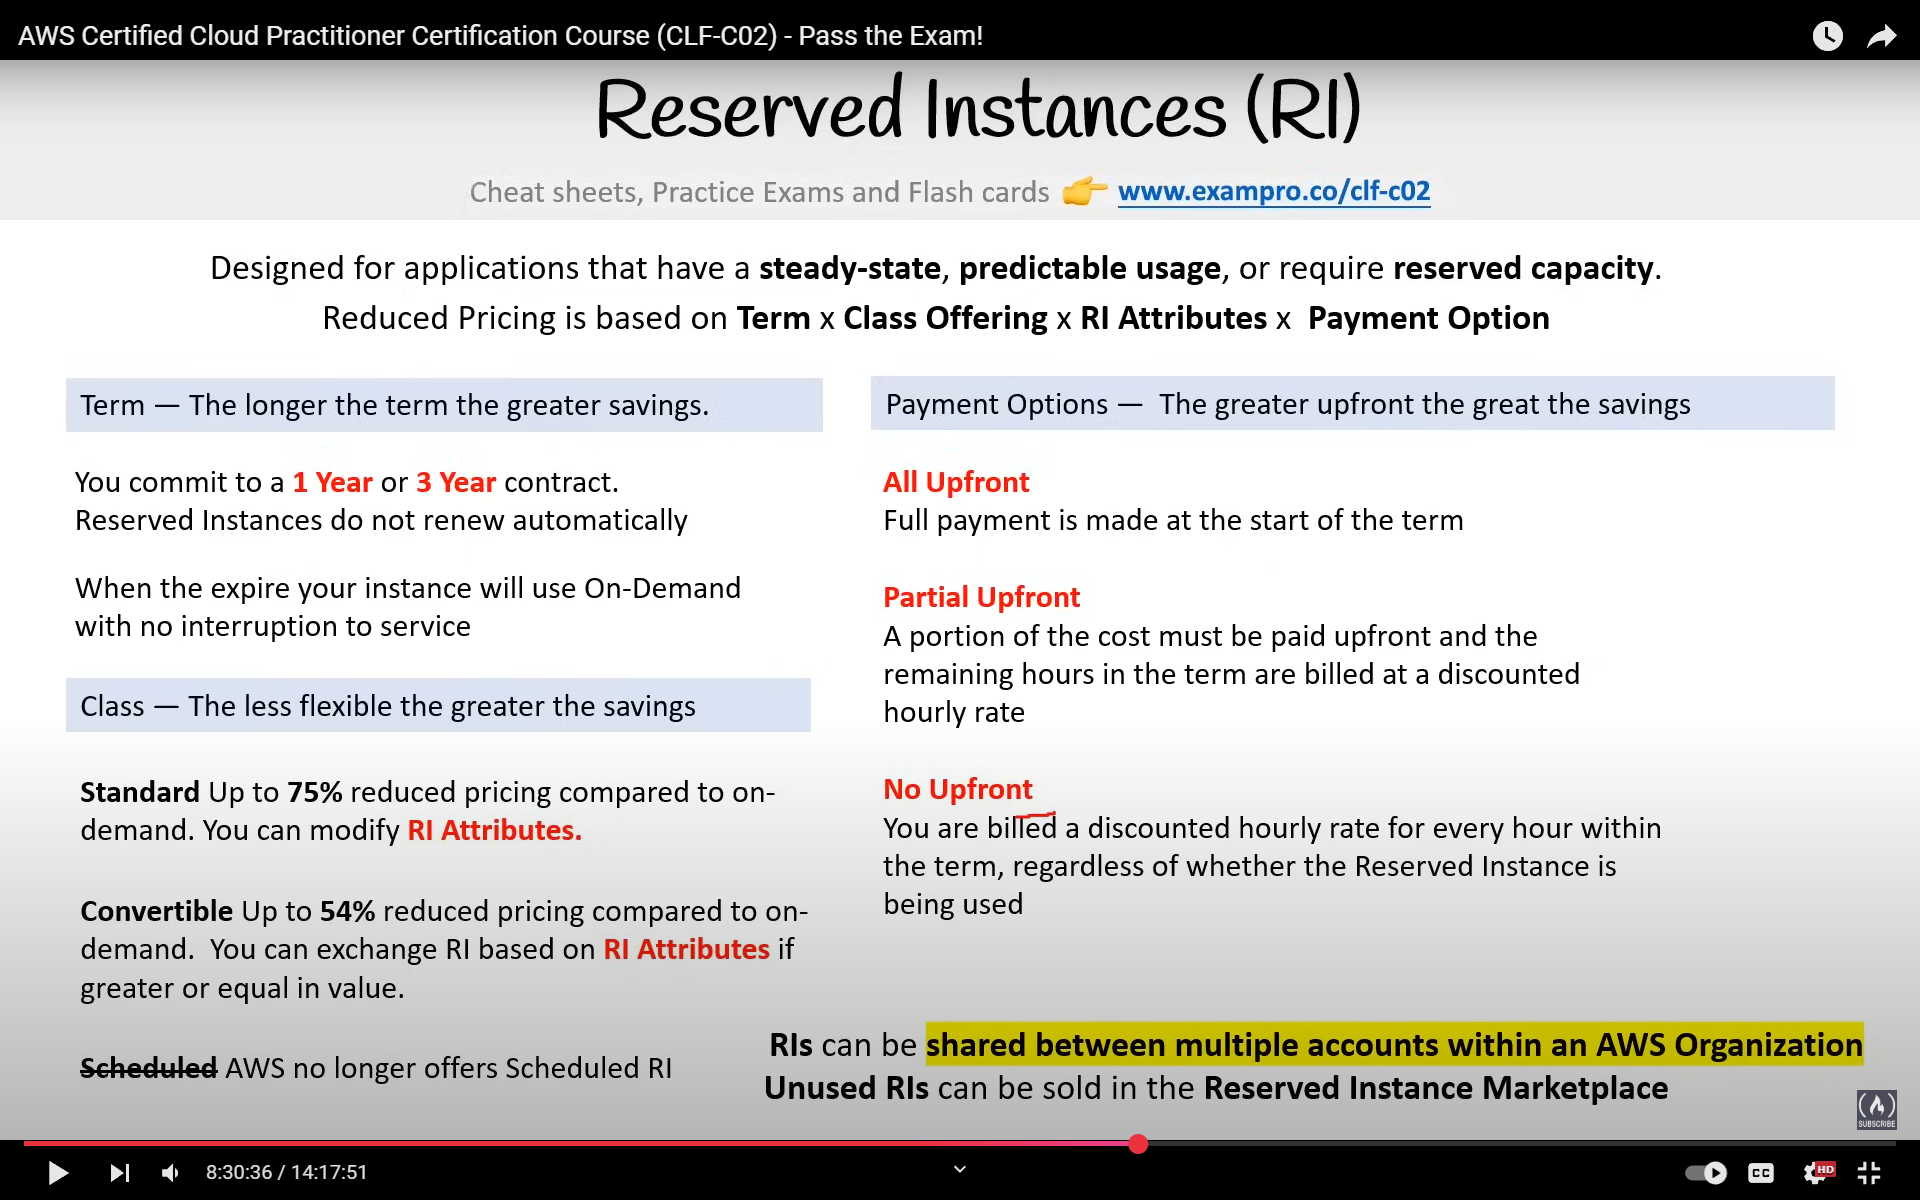 AWS Certified Cloud Practitioner Certification Course (CLF-C02) - Pass the Exam!
Reserved Instances (RI)
Cheat sheets, Practice Exams and Flash cards 👉 www.exampro.co/clf-c02
Designed for applications that have a steady-state, predictable usage, or require reserved capacity.
Reduced Pricing is based on Term x Class Offering x RI Attributes x Payment Option
Term — The longer the term the greater savings.
You commit to a 1 Year or 3 Year contract.
Reserved Instances do not renew automatically
When the expire your instance will use On-Demand
with no interruption to service
Class — The less flexible the greater the savings
Standard Up to 75% reduced pricing compared to on-
demand. You can modify RI Attributes.
Convertible Up to 54% reduced pricing compared to on-
demand. You can exchange RI based on RI Attributes if
greater or equal in value.
Scheduled AWS no longer offers Scheduled RI
Payment Options — The greater upfront the great the savings
All Upfront
Full payment is made at the start of the term
Partial Upfront
A portion of the cost must be paid upfront and the
remaining hours in the term are billed at a discounted
hourly rate
No Upfront
You are billed a discounted hourly rate for every hour within
the term, regardless of whether the Reserved Instance is
being used
RIs can be shared between multiple accounts within an AWS Organization
Unused RIs can be sold in the Reserved Instance Marketplace
SUBSCRIBE
8:30:36 / 14:17:51
CC
HD